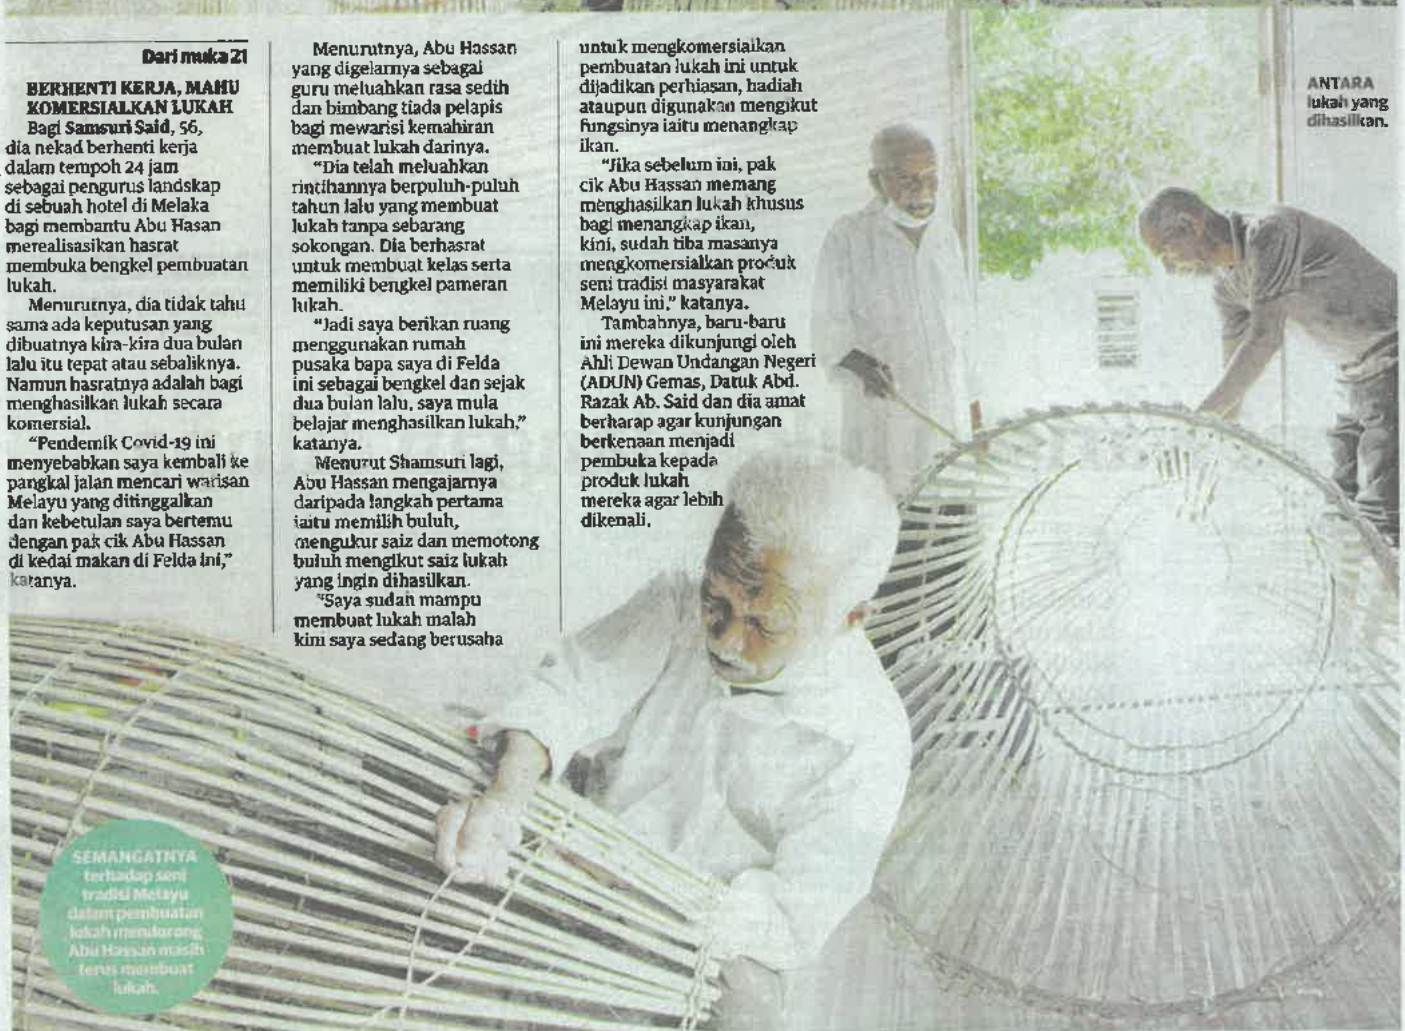 Dari muka 21
BERHENTI KERJA, MAHU
KOMERSIALKAN LUKAH
Bagi Samsuri Said, 56,
dia nekad berhenti kerja
dalam tempoh 24 jam
sebagai pengurus landskap
di sebuah hotel di Melaka
bagi membantu Abu Hasan
merealisasikan hasrat
membuka bengkel pembuatan
lukah.
Menurutnya, dia tidak tahu
sama ada keputusan yang
dibuatnya kira-kira dua bulan
lalu itu tepat atau sebaliknya.
Namun hasratnya adalah bagi
menghasilkan lukah secara
komersial.
“Pendemik Covid-19 ini
menyebabkan saya kembali ke
pangkal jalan mencari warisan
Melayu yang ditinggalkan
dan kebetulan saya bertemu
dengan pak cik Abu Hassan
di kedai makan di Felda ini,”
katanya.
Menurutnya, Abu Hassan
yang digelarnya sebagai
guru meluahkan rasa sedih
dan bimbang tiada pelapis
bagi mewarisi kemahiran
membuat lukah darinya.
“Dia telah meluahkan
rintihannya berpuluh-puluh
tahun lalu yang membuat
lukah tanpa sebarang
sokongan. Dia berhasrat
untuk membuat kelas serta
memiliki bengkel pameran
lukah.
“Jadi saya berikan ruang
menggunakan rumah
pusaka bapa saya di Felda
ini sebagai bengkel dan sejak
dua bulan lalu, saya mula
belajar menghasilkan lukah,”
katanya.
Menurut Shamsuri lagi,
Abu Hassan mengajarnya
daripada langkah pertama
iaitu memilih buluh,
mengukur saiz dan memotong
buluh mengikut saiz lukah
yang ingin dihasilkan.
“Saya sudah mampu
membuat lukah malah
kini saya sedang berusaha
untuk mengkomersialkan
pembuatan lukah ini untuk
dijadikan perhiasan, hadiah
ataupun digunakan mengikut
fungsinya iaitu menangkap
ikan.
“Jika sebelum ini, pak
cik Abu Hassan memang
menghasilkan lukah khusus
bagi menangkap ikan,
kini, sudah tiba masanya
mengkomersialkan produk
seni tradisi masyarakat
Melayu ini,” katanya.
Tambahnya, baru-baru
ini mereka dikunjungi oleh
Ahli Dewan Undangan Negeri
(ADUN) Gemas, Datuk Abd.
Razak Ab. Said dan dia amat
berharap agar kunjungan
berkenaan menjadi
pembuka kepada
produk lukah
mereka agar lebih
dikenali.
ANTARA
lukah yang
dihasilkan.
SEMANGATNYA
terhadap seni
tradisi Melayu
dalam pembuatan
lukah mendorong
Abu Hassan masih
terus membuat
lukah.